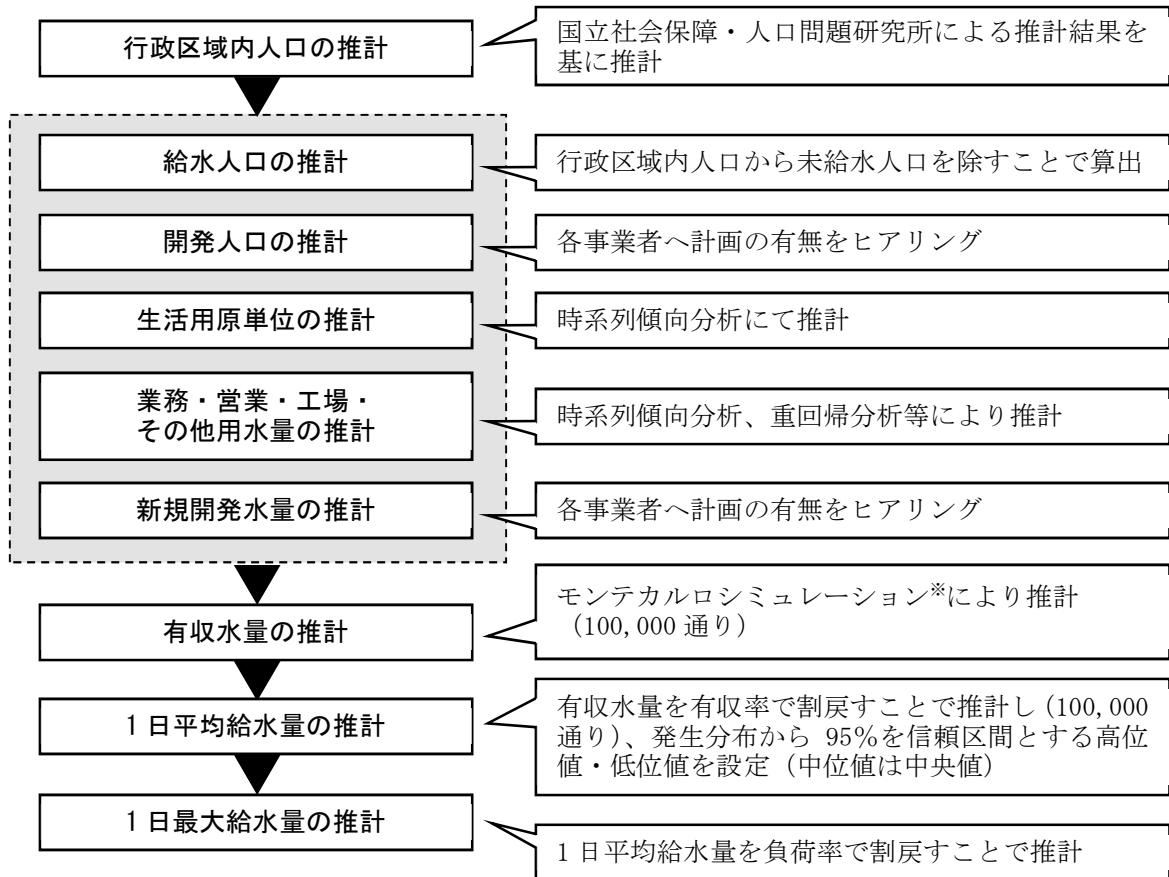 行政区域内人口の推計
国立社会保障・人口問題研究所による推計結果を
基に推計
給水人口の推計
行政区域内人口から未給水人口を除すことで算出
開発人口の推計
各事業者へ計画の有無をヒアリング
生活用原単位の推計
時系列傾向分析にて推計
業務・営業・工場・
その他用水量の推計
時系列傾向分析、重回帰分析等により推計
新規開発水量の推計
各事業者へ計画の有無をヒアリング
有収水量の推計
モンテカルロシミュレーション※により推計
（100,000 通り）
1日平均給水量の推計
有収水量を有収率で割戻すことで推計し（100,000
通り）、発生分布から 95％を信頼区間とする高位
値・低位値を設定（中位値は中央値）
1日最大給水量の推計
1日平均給水量を負荷率で割戻すことで推計